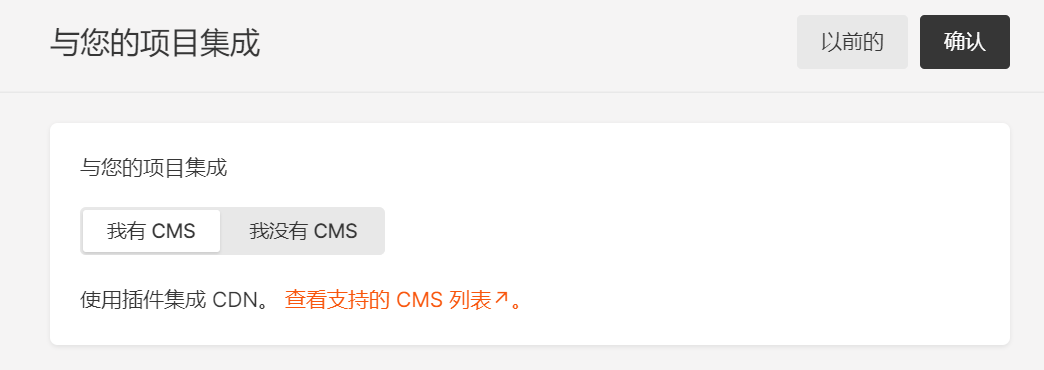 与您的项目集成
以前的
确认
与您的项目集成
我有 CMS
我没有 CMS
使用插件集成 CDN。 查看支持的 CMS 列表↗。